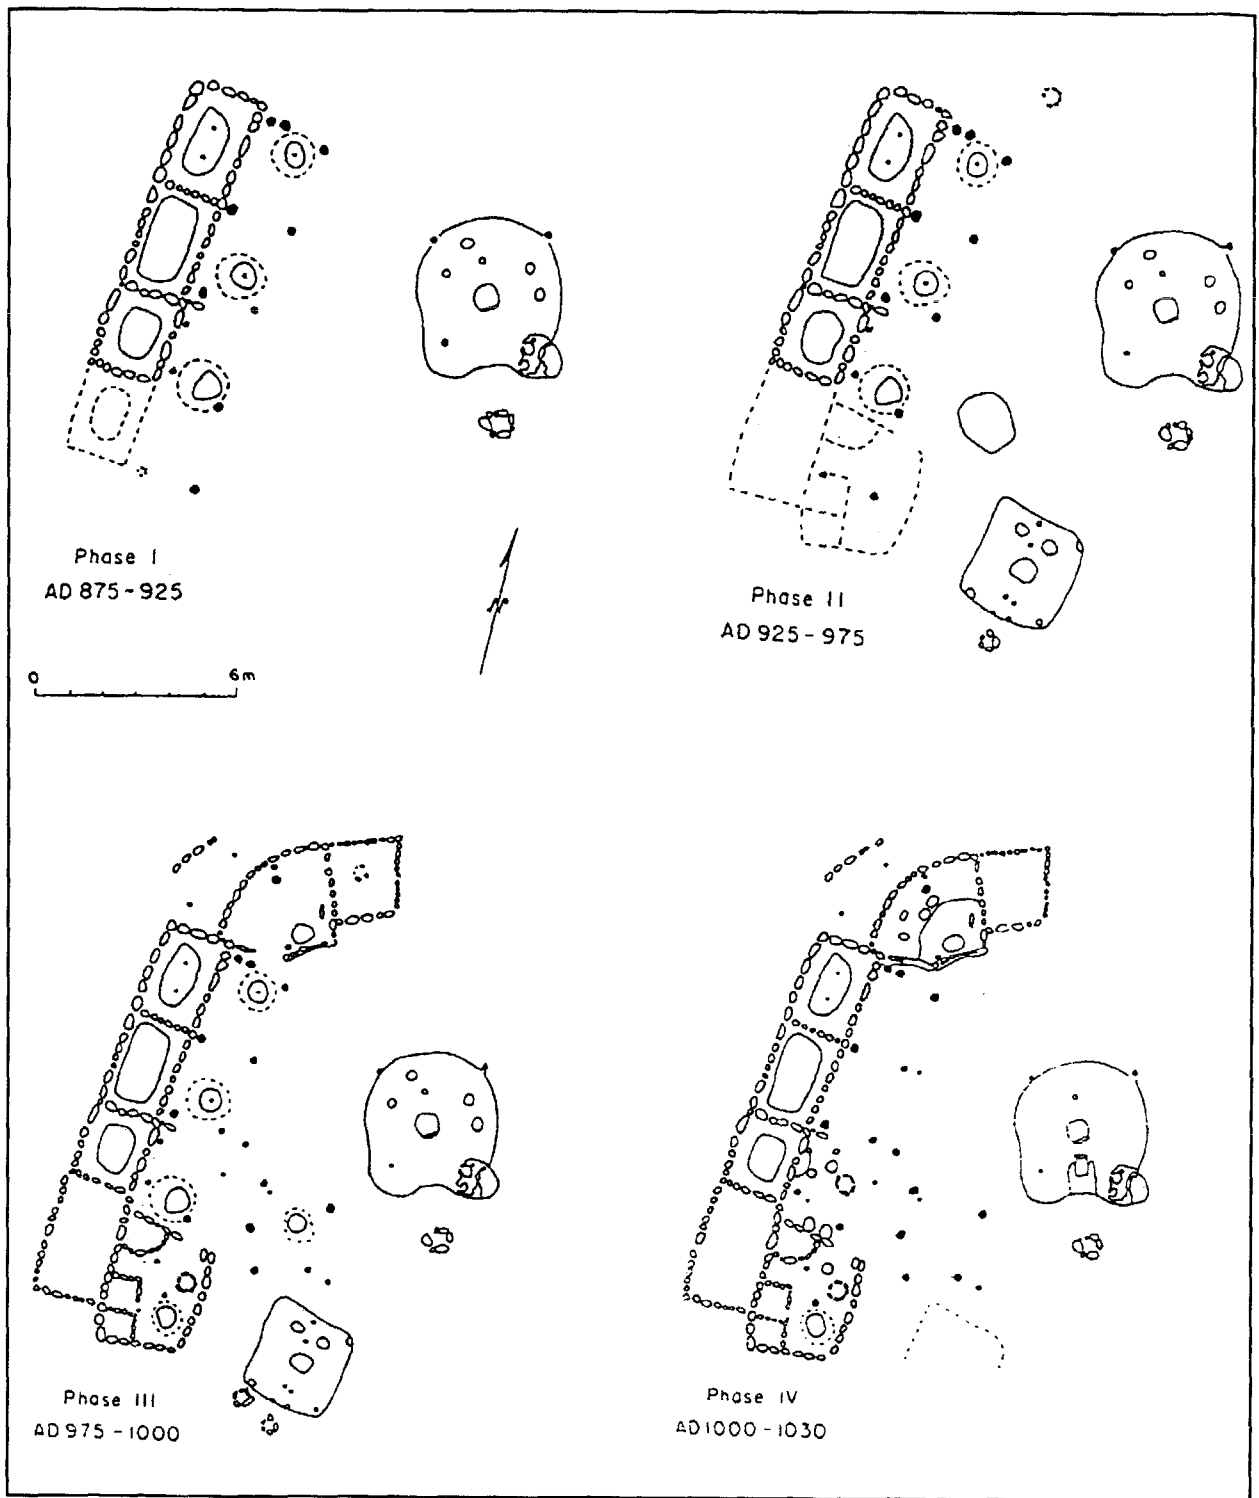 Phase I
AD 875-925
N
0 6m
Phase II
AD 925-975
Phase III
AD 975-1000
Phase IV
AD 1000-1030